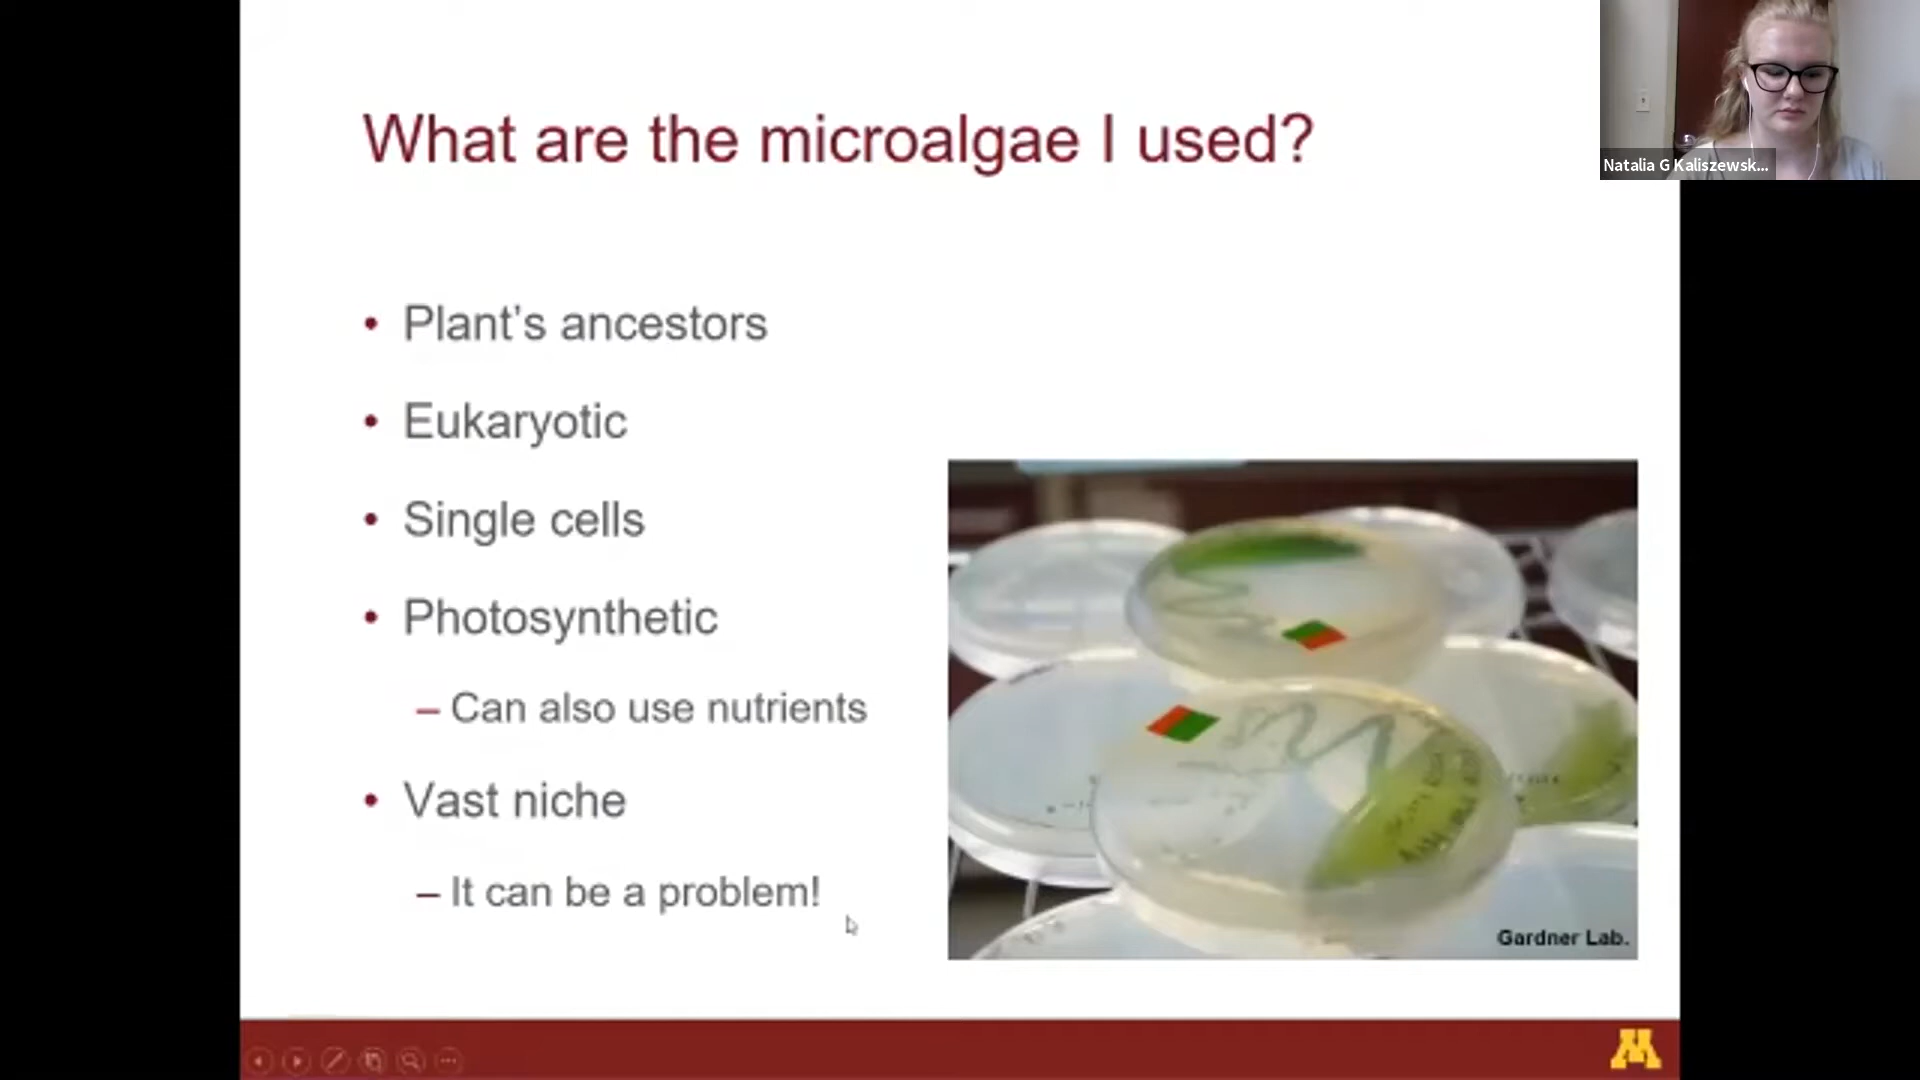 What are the microalgae I used?
Natalia G Kaliszewsk...
• Plant's ancestors
• Eukaryotic
• Single cells
• Photosynthetic
– Can also use nutrients
• Vast niche
– It can be a problem!
Gardner Lab.
M